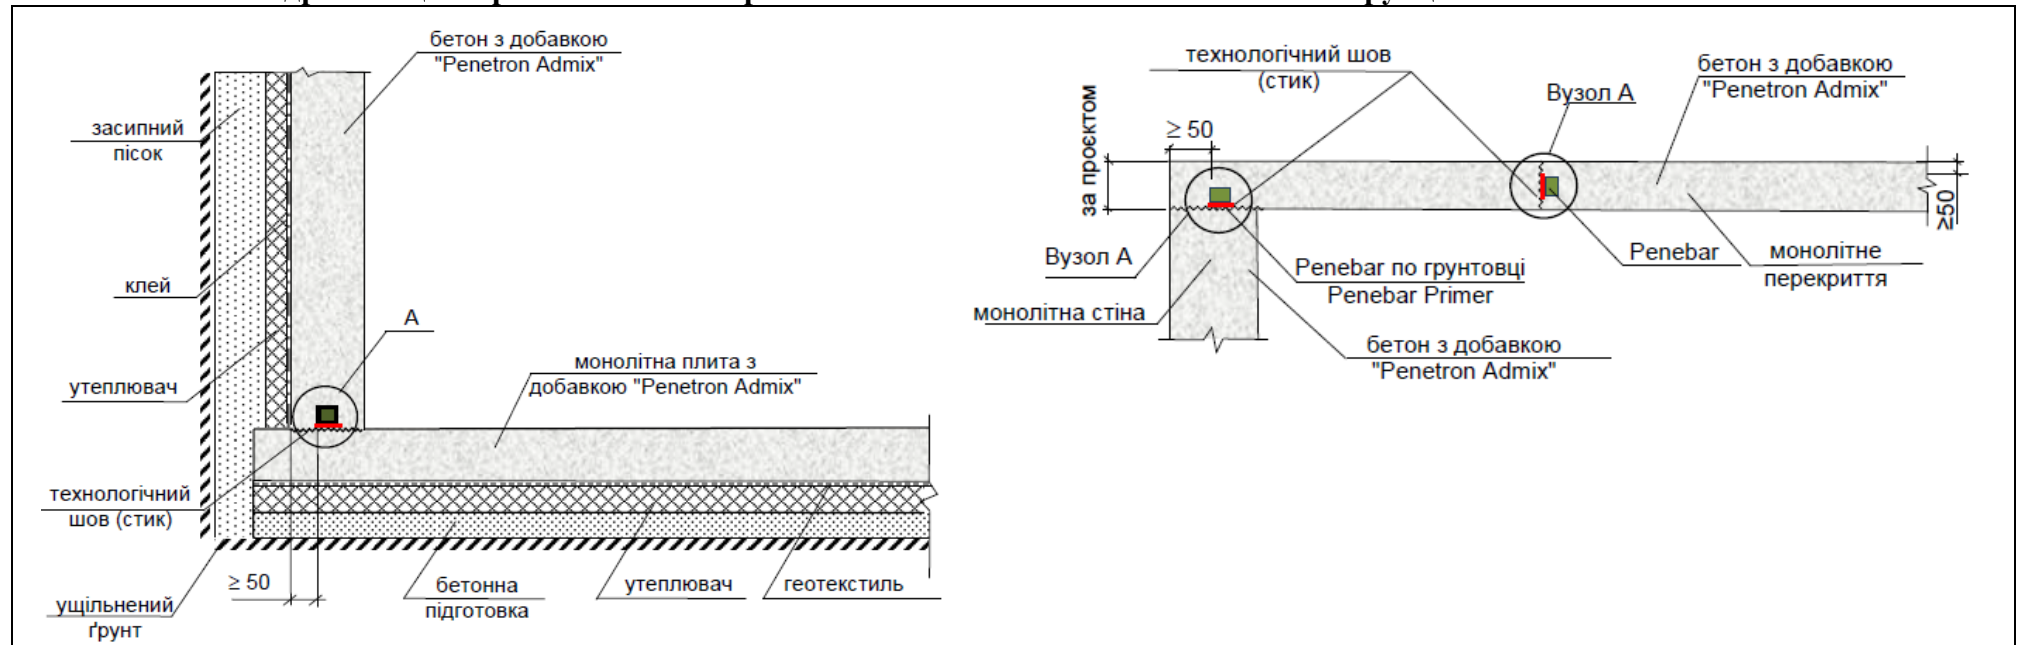 бетон з добавкою
"Penetron Admix"
засипний
пісок
клей
А
утеплювач
монолітна плита з
добавкою "Penetron Admix"
технологічний
шов (стик)
≥ 50
ущільнений
ґрунт
бетонна
підготовка
утеплювач
геотекстиль
технологічний шов
(стик)
бетон з добавкою
"Penetron Admix"
Вузол А
за проєктом
≥ 50
≥50
Вузол А
Penebar по грунтовці
Penebar Primer
Penebar
монолітне
перекриття
монолітна стіна
бетон з добавкою
"Penetron Admix"